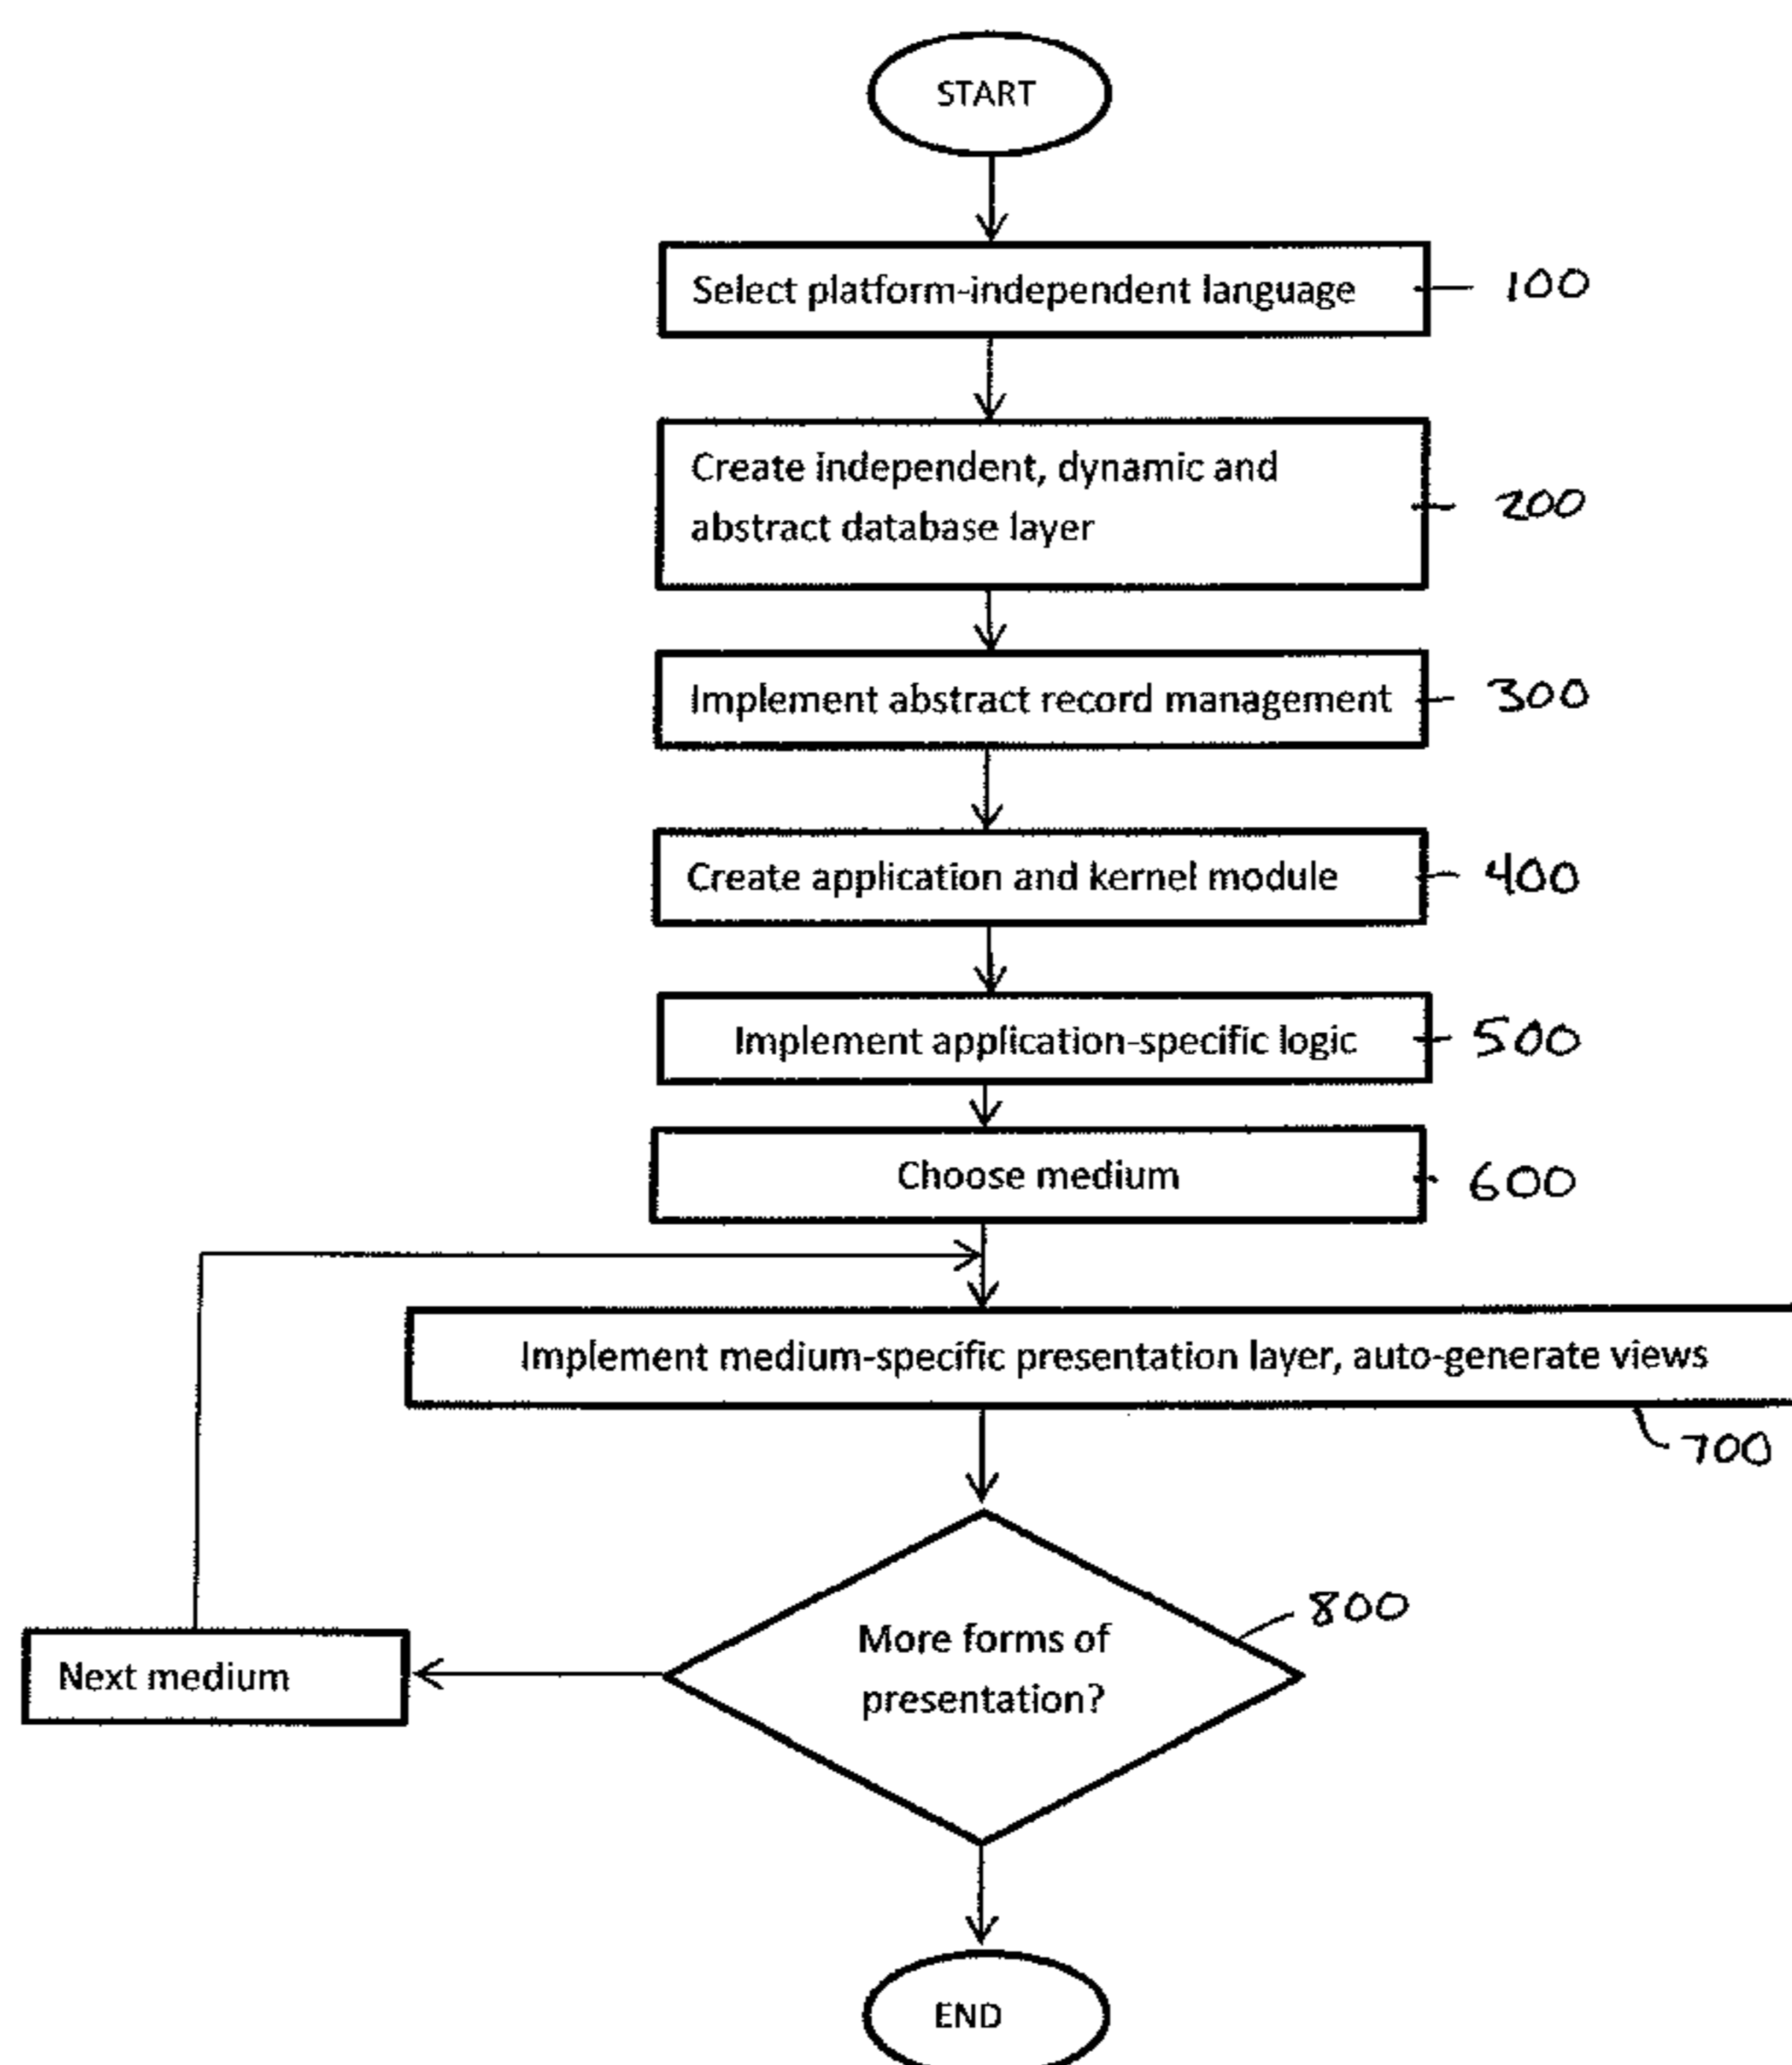 START
Select platform-independent language
100
Create independent, dynamic and
abstract database layer
200
Implement abstract record management
300
Create application and kernel module
400
Implement application-specific logic
500
Choose medium
600
Implement medium-specific presentation layer, auto-generate views
700
More forms of
presentation?
800
Next medium
END